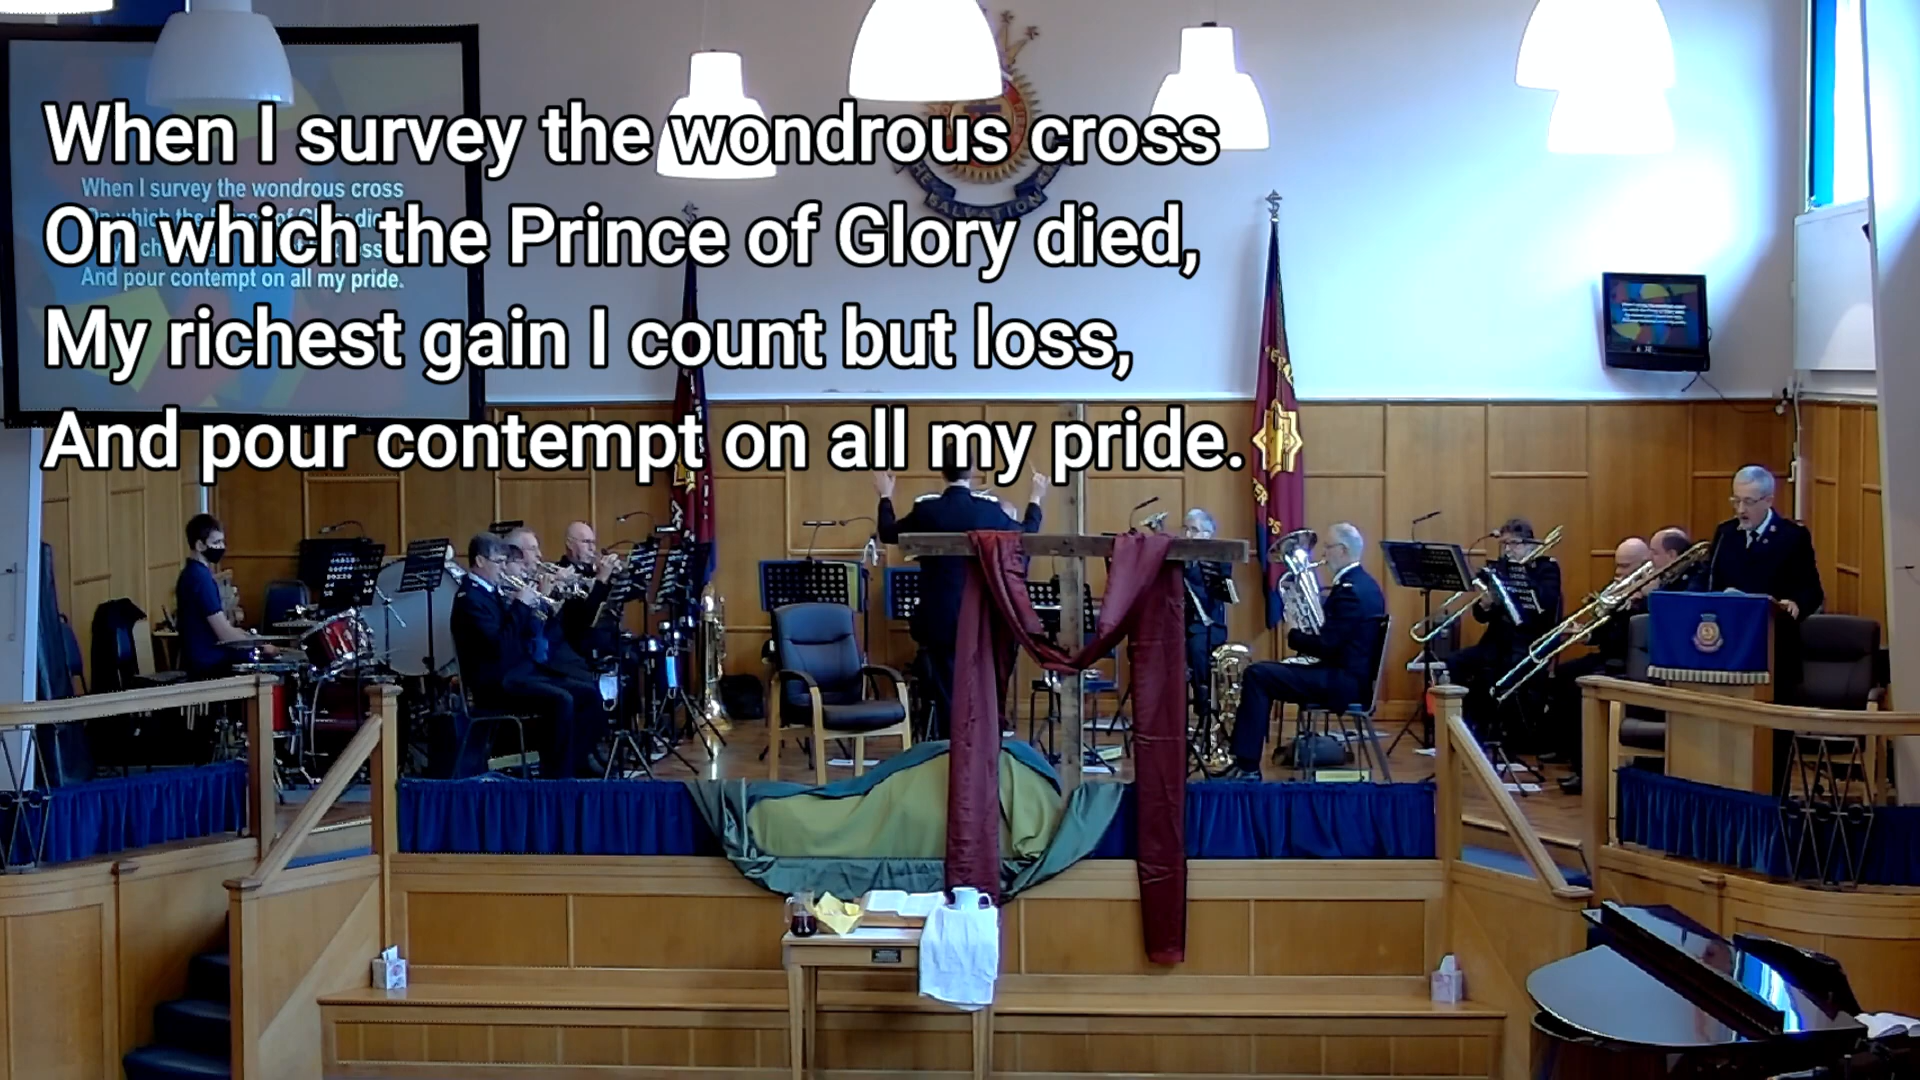 When I survey the wondrous cross
On which the Prince of Glory died,
My richest gain I count but loss,
And pour contempt on all my pride.
When I survey the wondrous cross
And pour contempt on all my pride.
SALVATION